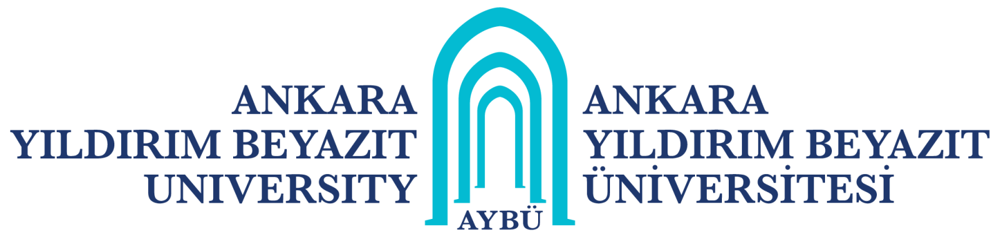 ANKARA
YILDIRIM BEYAZIT
UNIVERSITY
AYBÜ
ANKARA
YILDIRIM BEYAZIT
ÜNİVERSİTESİ